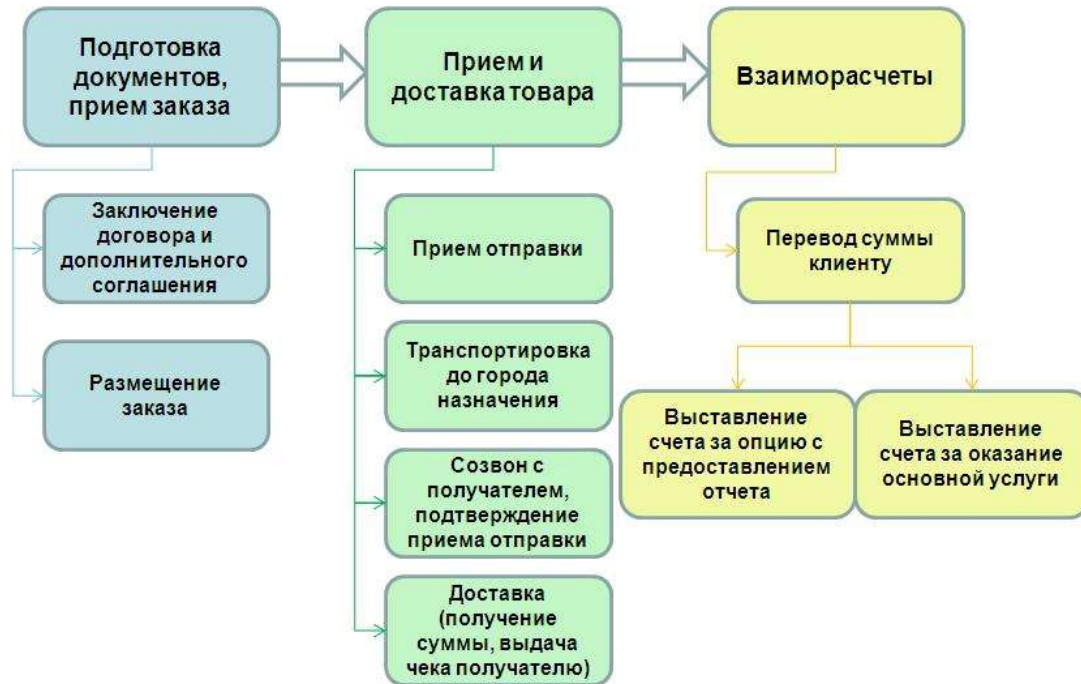 Подготовка
документов,
прием заказа
Прием и
доставка товара
Взаиморасчеты
Заключение
договора и
дополнительного
соглашения
Размещение
заказа
Прием отправки
Транспортировка
до города
назначения
Созвон с
получателем,
подтверждение
приема отправки
Доставка
(получение
суммы, выдача
чека получателю)
Перевод суммы
клиенту
Выставление
счета за опцию с
предоставлением
отчета
Выставление
счета за оказание
основной услуги